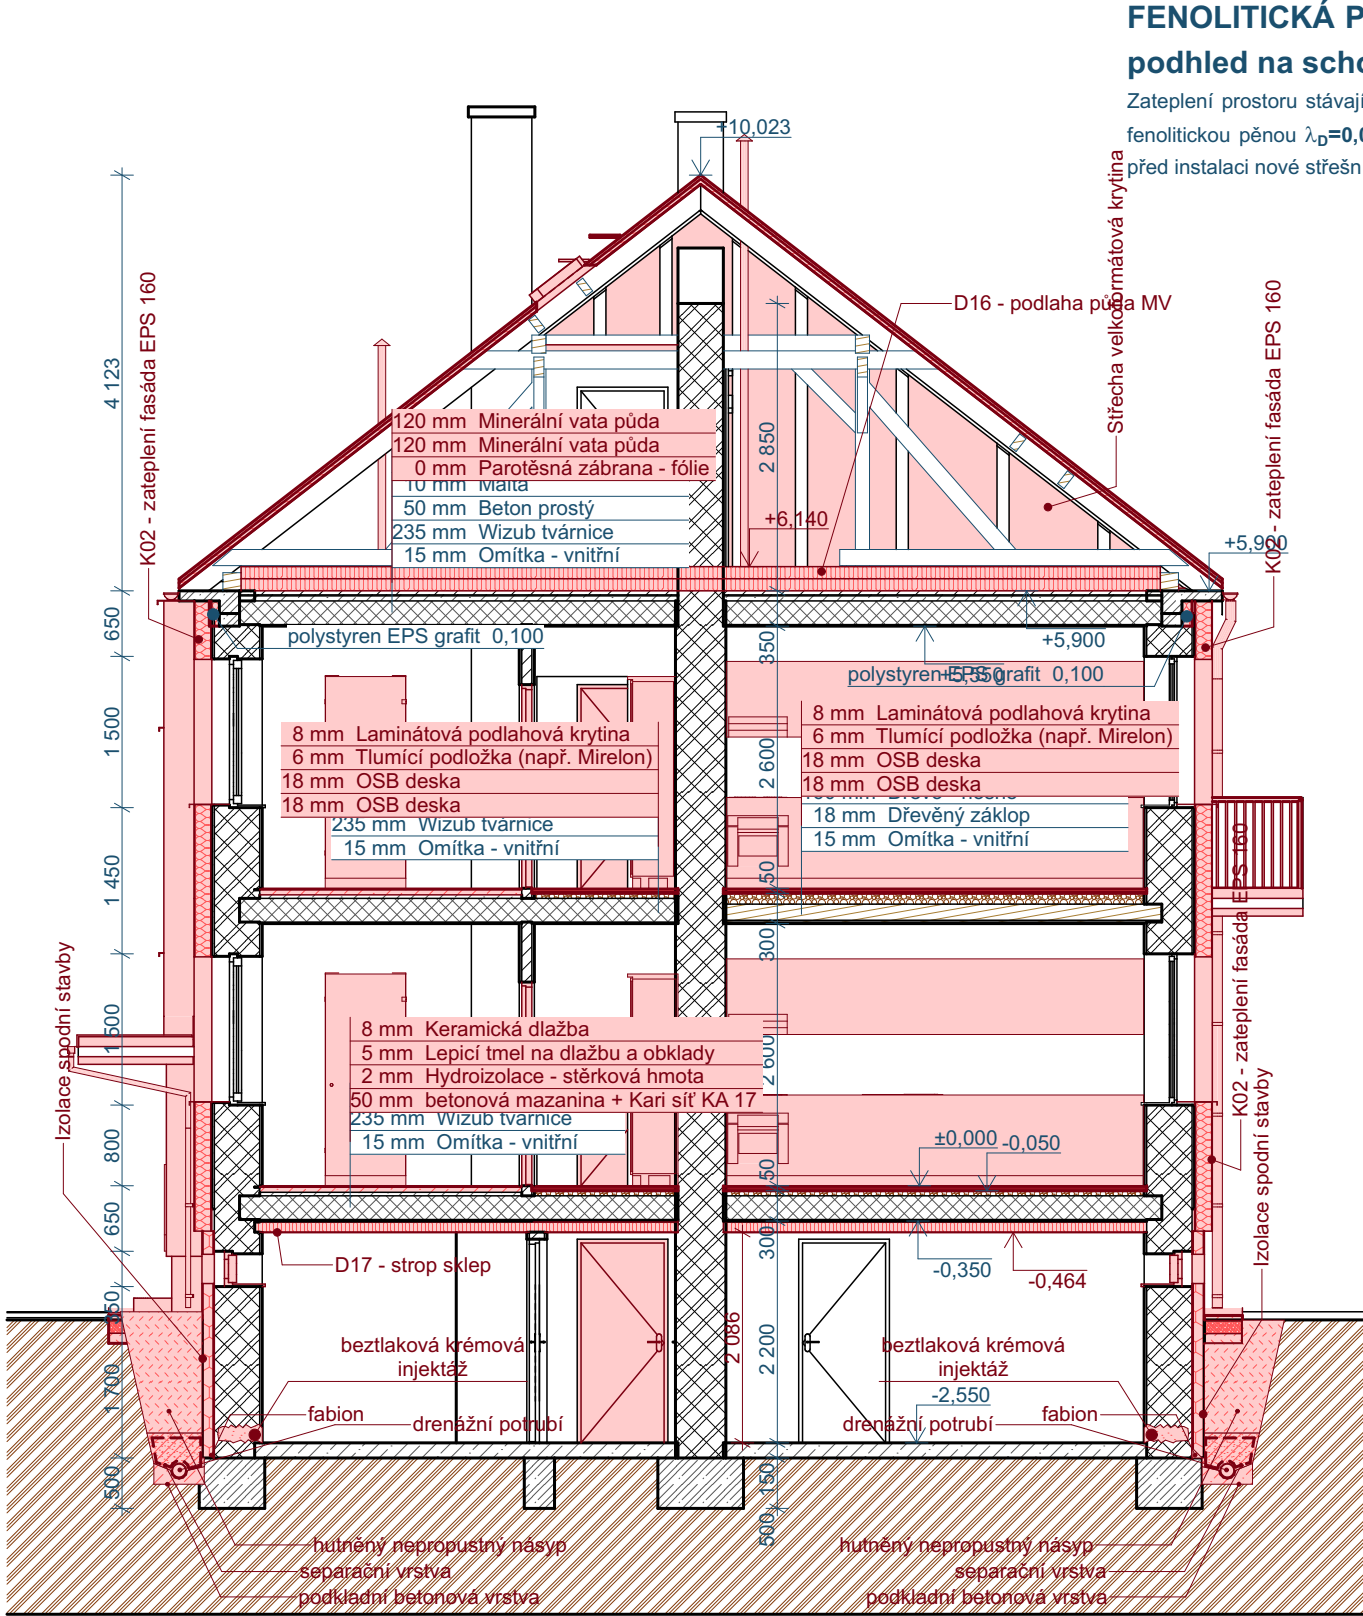 FENOLITICKÁ P
podhled na scho
Zateplení prostoru stávají
fenolitickou pěnou λD=0,0
před instalaci nové střešn
+10,023
Střecha velkoformátová krytina
D16 - podlaha půda MV
K02 - zateplení fasáda EPS 160
K02 - zateplení fasáda EPS 160
4 123
120 mm Minerální vata půda
120 mm Minerální vata půda
0 mm Parotěsná zábrana - fólie
10 mm Malta
50 mm Beton prostý
235 mm Wizub tvárnice
15 mm Omítka - vnitřní
2 850
+6,140
+5,900
650
polystyren EPS grafit 0,100
350
+5,900
+5,550
polystyren EPS grafit 0,100
1 500
8 mm Laminátová podlahová krytina
6 mm Tlumící podložka (např. Mirelon)
18 mm OSB deska
18 mm OSB deska
235 mm Wizub tvárnice
15 mm Omítka - vnitřní
2 600
8 mm Laminátová podlahová krytina
6 mm Tlumící podložka (např. Mirelon)
18 mm OSB deska
18 mm OSB deska
18 mm Dřevěný záklop
15 mm Omítka - vnitřní
1 450
50
300
K02 - zateplení fasáda EPS 160
Izolace spodní stavby
1 500
8 mm Keramická dlažba
5 mm Lepicí tmel na dlažbu a obklady
2 mm Hydroizolace - stěrková hmota
50 mm betonová mazanina + Kari síť KA 17
235 mm Wizub tvárnice
15 mm Omítka - vnitřní
2 600
800
±0,000
-0,050
50
Izolace spodní stavby
650
300
D17 - strop sklep
-0,350
-0,464
350
beztlaková krémová
injektáž
2 086
2 200
beztlaková krémová
injektáž
1 700
-2,550
fabion
drenážní potrubí
drenážní potrubí
fabion
500
150
500
hutněný nepropustný násyp
separační vrstva
podkladní betonová vrstva
hutněný nepropustný násyp
separační vrstva
podkladní betonová vrstva